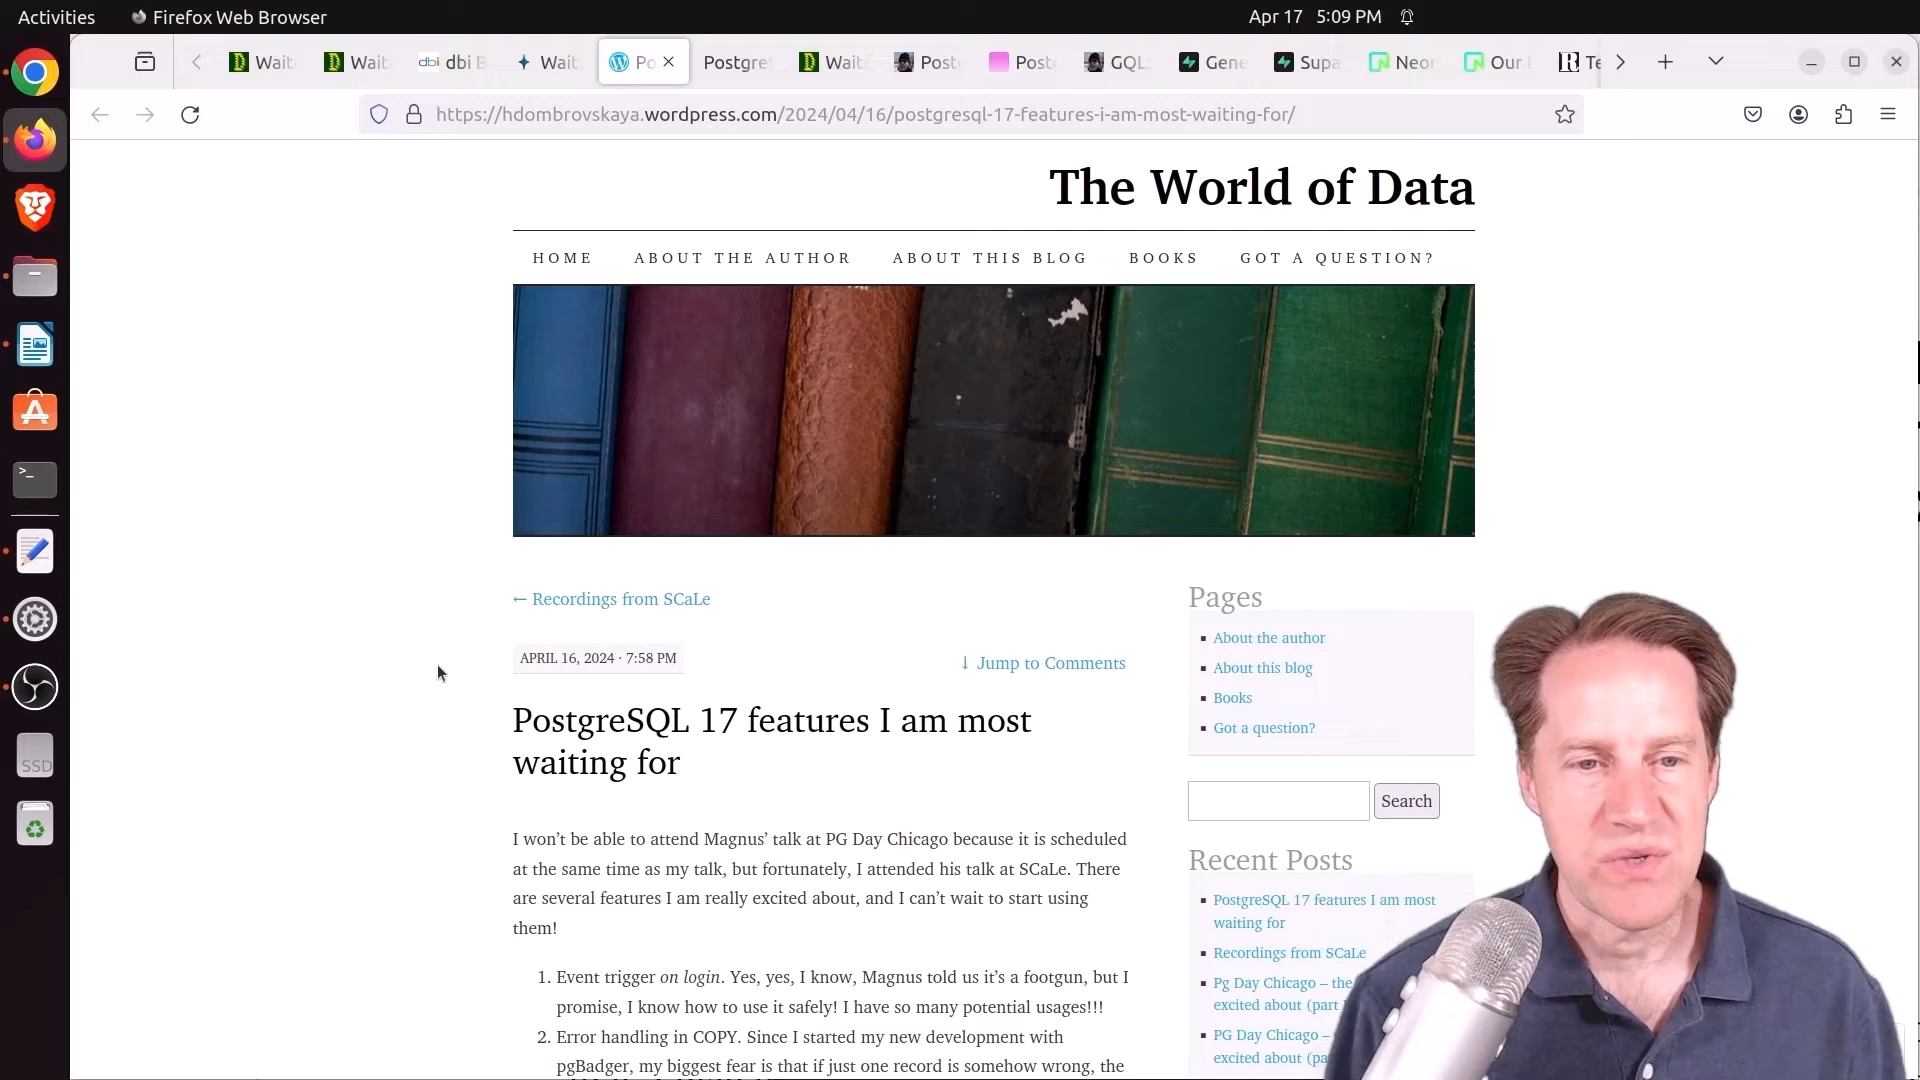 Activities
Firefox Web Browser
Apr 17 5:09 PM
Wait
Wait
dbi
dbi B
Wait
Po
Postgre
Wait
Post
Post
GQL
Gene
Supa
Neo
Our
R
Te
https://hdombrovskaya.wordpress.com/2024/04/16/postgresql-17-features-i-am-most-waiting-for/
The World of Data
HOME
ABOUT THE AUTHOR
ABOUT THIS BLOG
BOOKS
GOT A QUESTION?
← Recordings from SCaLe
APRIL 16, 2024 · 7:58 PM
↓ Jump to Comments
PostgreSQL 17 features I am most
waiting for
I won’t be able to attend Magnus’ talk at PG Day Chicago because it is scheduled
at the same time as my talk, but fortunately, I attended his talk at SCaLe. There
are several features I am really excited about, and I can’t wait to start using
them!
1. Event trigger on login. Yes, yes, I know, Magnus told us it’s a footgun, but I
promise, I know how to use it safely! I have so many potential usages!!!
2. Error handling in COPY. Since I started my new development with
pgBadger, my biggest fear is that if just one record is somehow wrong, the
Pages
About the author
About this blog
Books
Got a question?
Search
Recent Posts
PostgreSQL 17 features I am most
waiting for
Recordings from SCaLe
Pg Day Chicago – the
excited about (part
PG Day Chicago –
excited about (pa
SSD